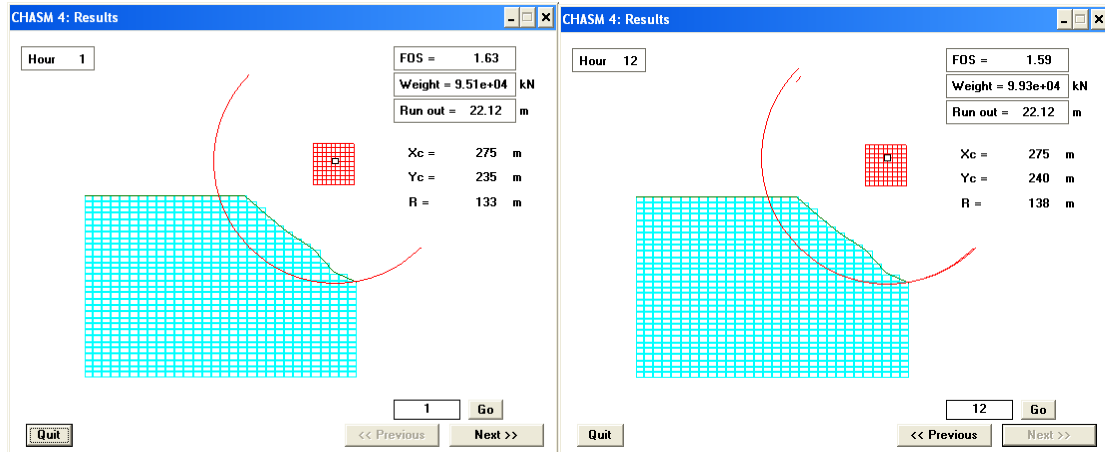 CHASM 4: Results
Hour 1
FOS = 1.63
Weight = 9.51e+04 kN
Run out = 22.12 m
Xc = 275 m
Yc = 235 m
R = 133 m
1 Go
Quit << Previous Next >>
CHASM 4: Results
Hour 12
FOS = 1.59
Weight = 9.93e+04 kN
Run out = 22.12 m
Xc = 275 m
Yc = 240 m
R = 138 m
12 Go
Quit << Previous Next >>